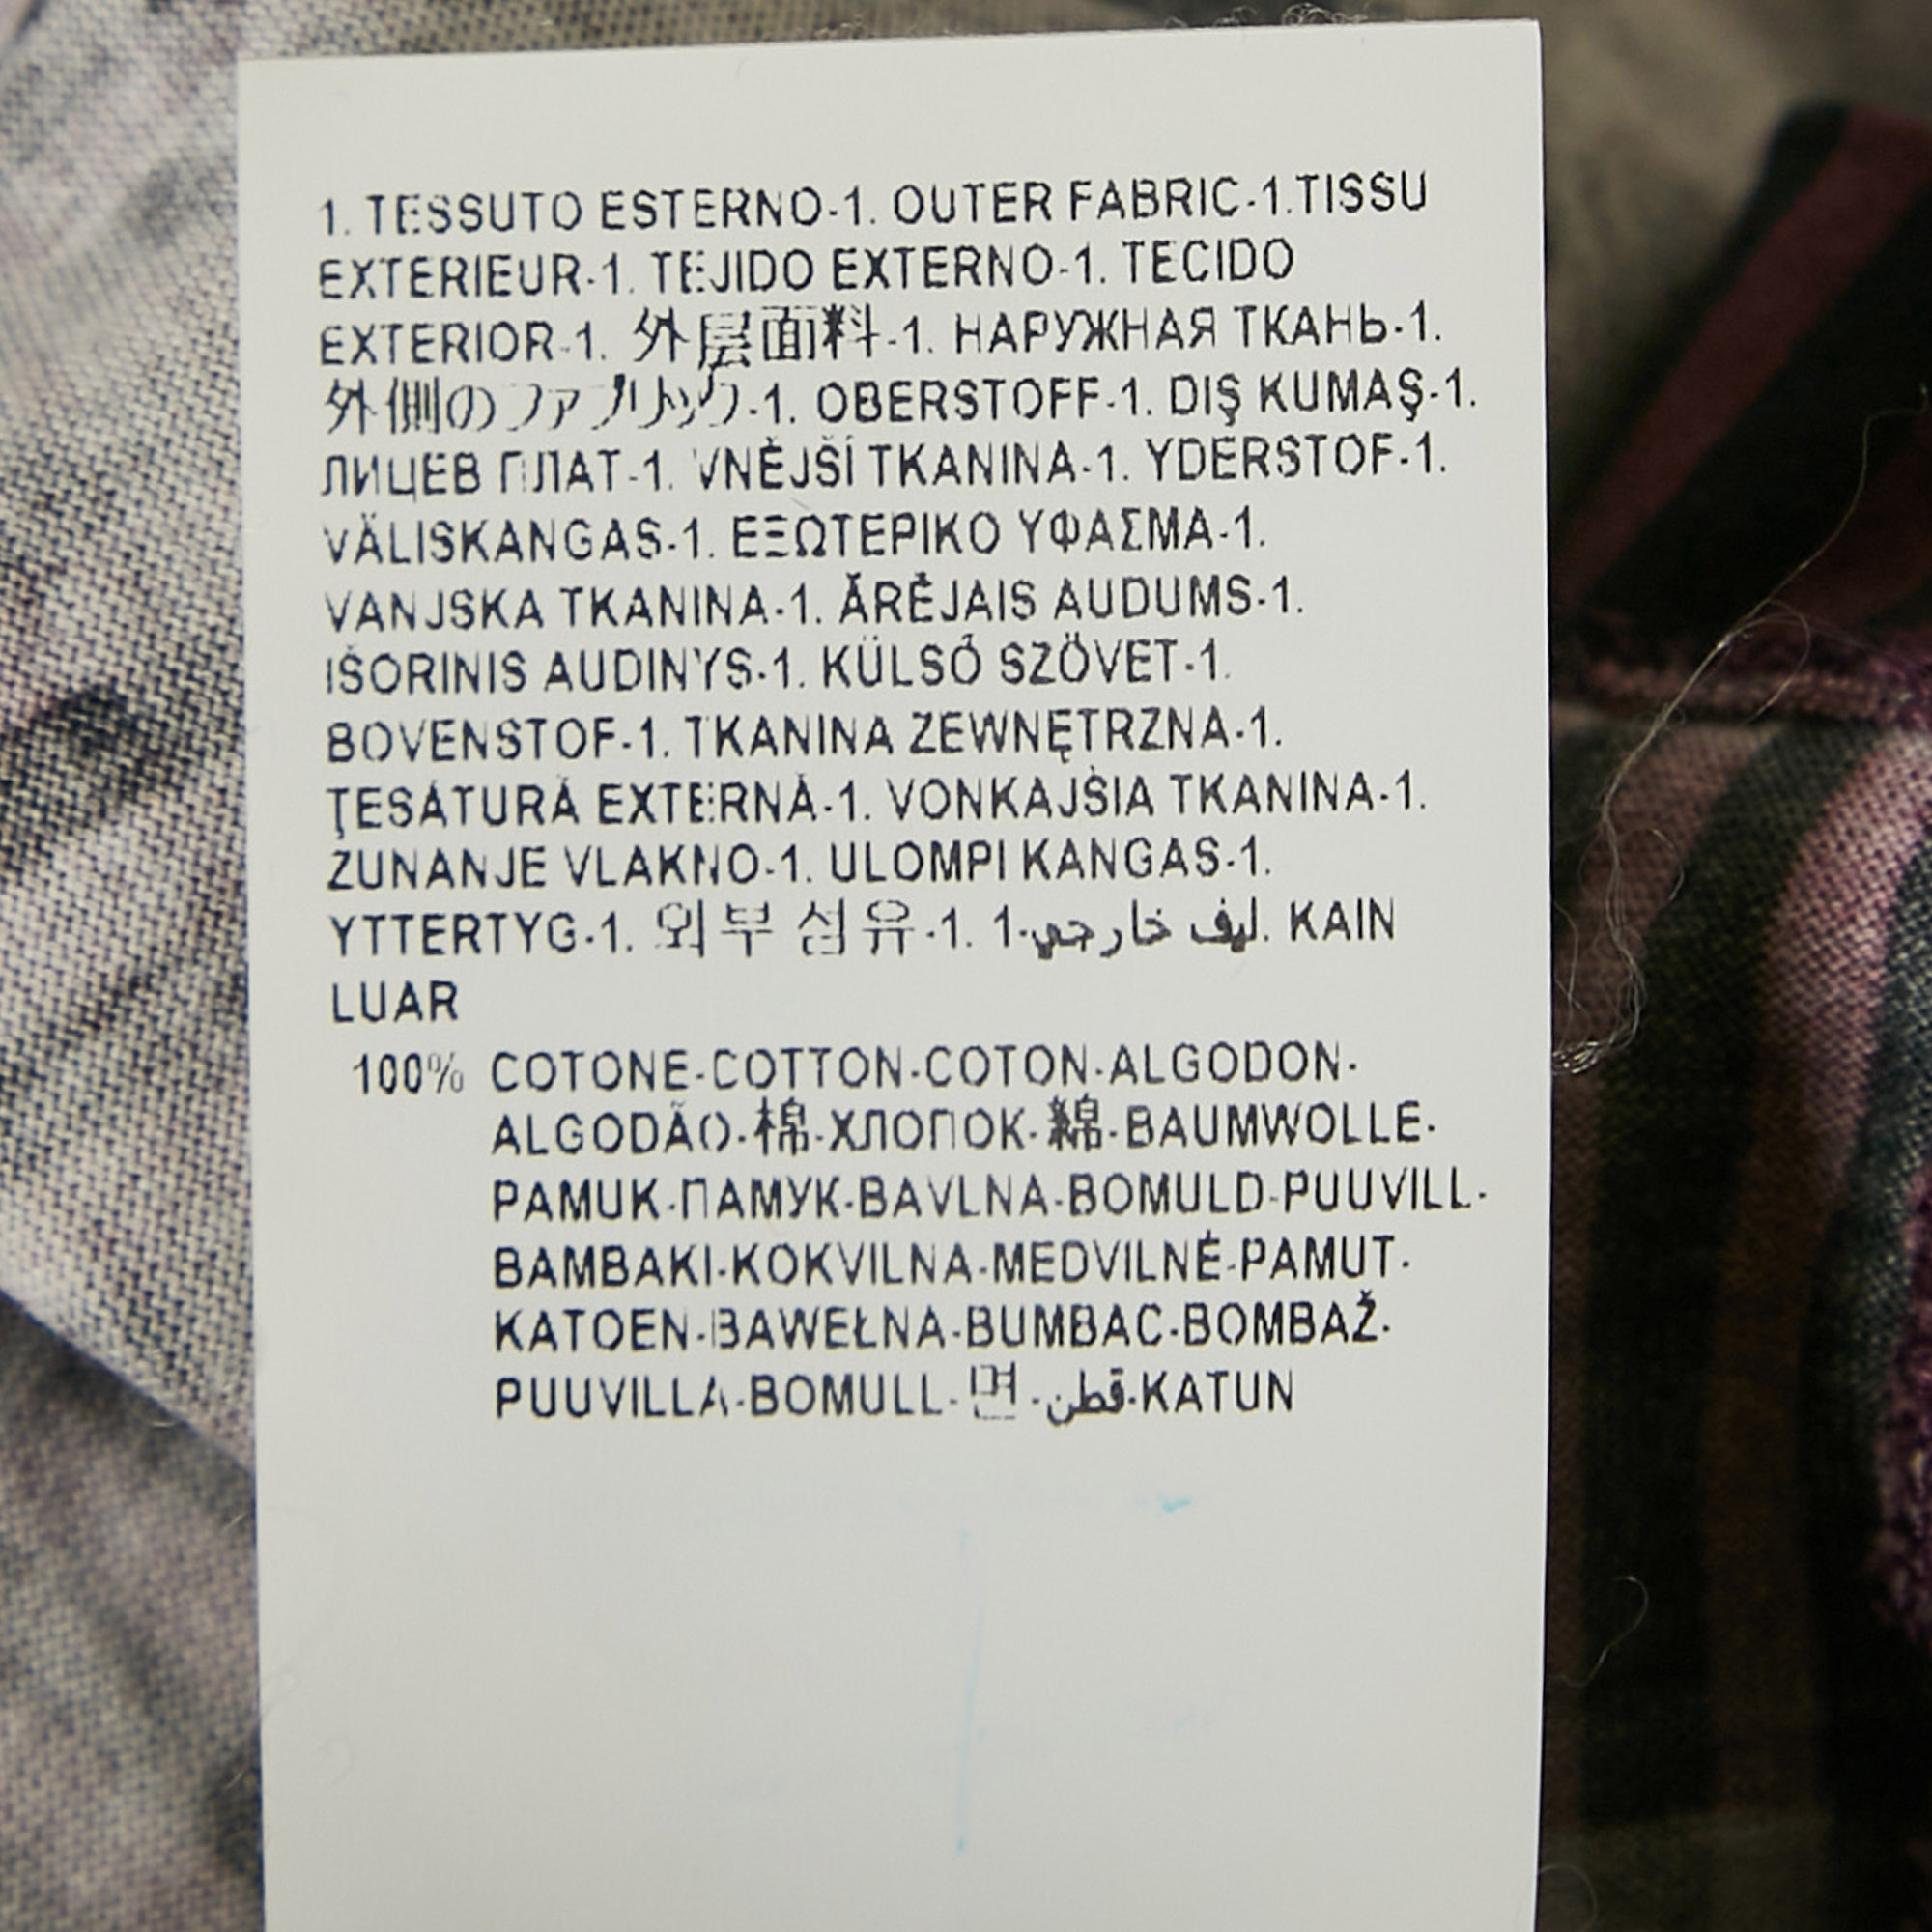 1. TESSUTO ESTERNO-1. OUTER FABRIC-1.TISSU
EXTERIEUR-1. TEJIDO EXTERNO-1. TECIDO
EXTERIOR-1. 外层面料-1. НАРУЖНАЯ ТКАНЬ-1.
外側のファブリック-1. OBERSTOFF-1. DIŞ KUMAŞ-1.
ЛИЦЕВ ПЛАТ-1. VNĚJŠÍ TKANINA-1. YDERSTOF-1.
VÄLISKANGAS-1. ΕΞΩΤΕΡΙΚΟ ΥΦΑΣΜΑ-1.
VANJSKA TKANINA-1. ĀRĒJAIS AUDUMS-1.
IŠORINIS AUDINYS-1. KÜLSŐ SZÖVET-1.
BOVENSTOF-1. TKANINA ZEWNĘTRZNA-1.
ŢESĂTURĂ EXTERNĂ-1. VONKAJŠIA TKANINA-1.
ZUNANJE VLAKNO-1. ULOMPI KANGAS-1.
YTTERTYG-1. 외부 섬유-1. ليف خارجي-1. KAIN
LUAR
100% COTONE-COTTON-COTON-ALGODON-
ALGODÃO-棉-ХЛОПОК-綿-BAUMWOLLE-
PAMUK-ПАМУК-BAVLNA-BOMULD-PUUVILL-
BAMBAKI-KOKVILNA-MEDVILNĖ-PAMUT-
KATOEN-BAWEŁNA-BUMBAC-BOMBAŽ-
PUUVILLA-BOMULL-면-قطن-KATUN